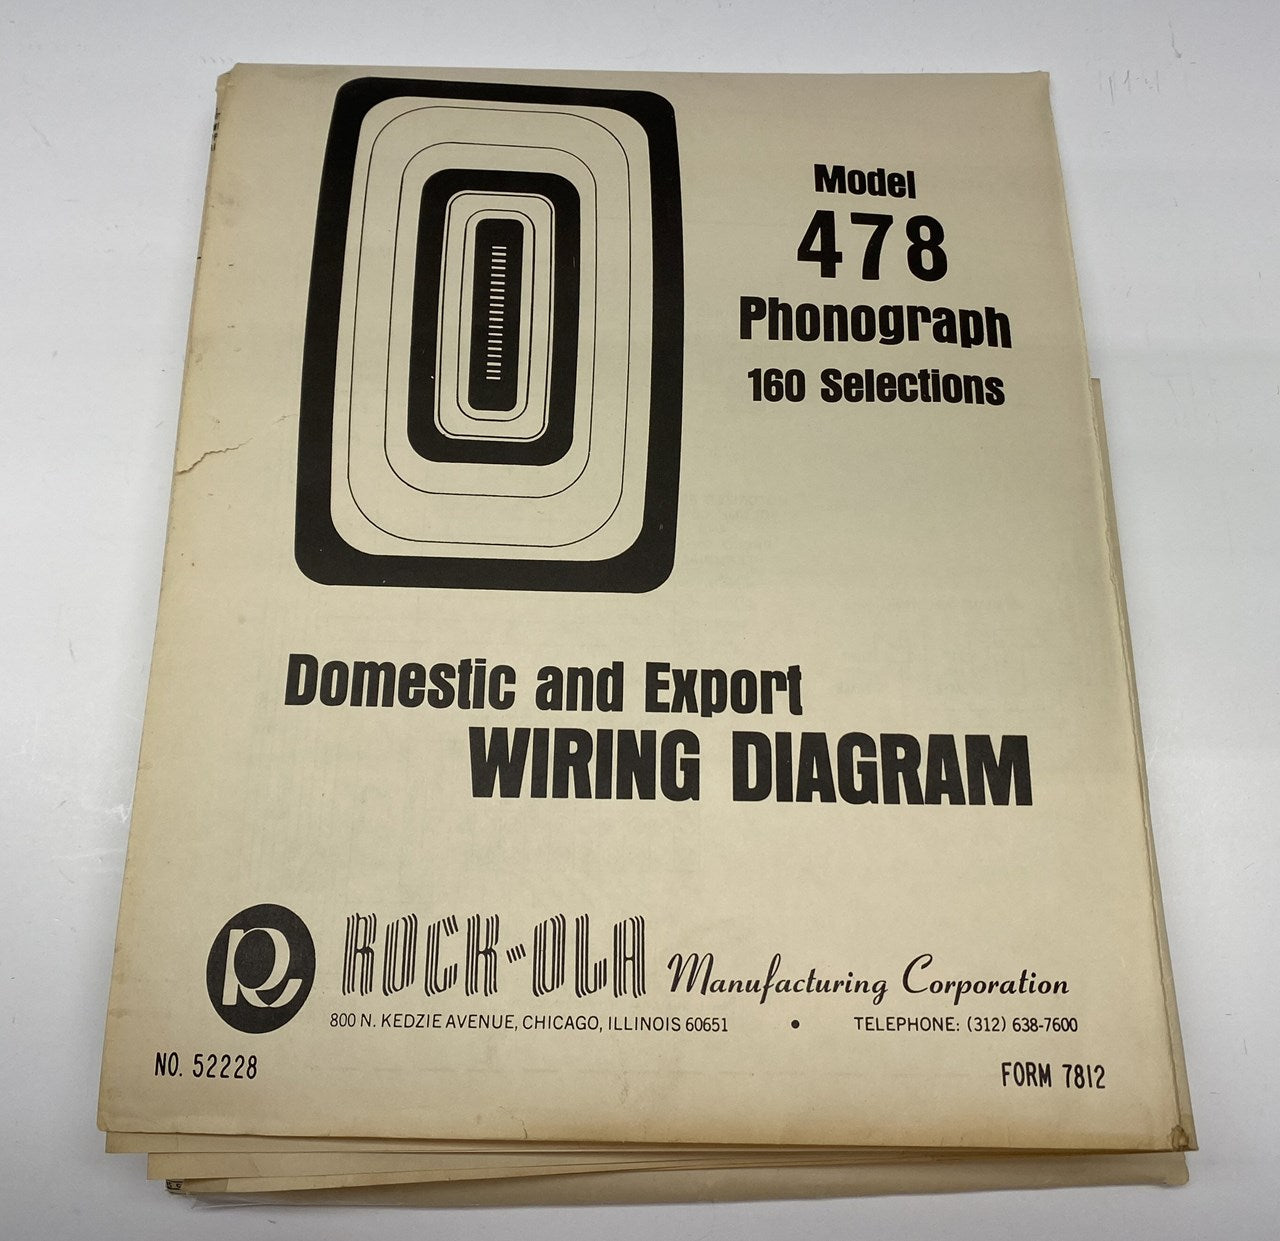 Model
478
Phonograph
160 Selections
Domestic and Export
WIRING DIAGRAM
ROCK-OLA Manufacturing Corporation
800 N. KEDZIE AVENUE, CHICAGO, ILLINOIS 60651 • TELEPHONE: (312) 638-7600
NO. 52228
FORM 7812